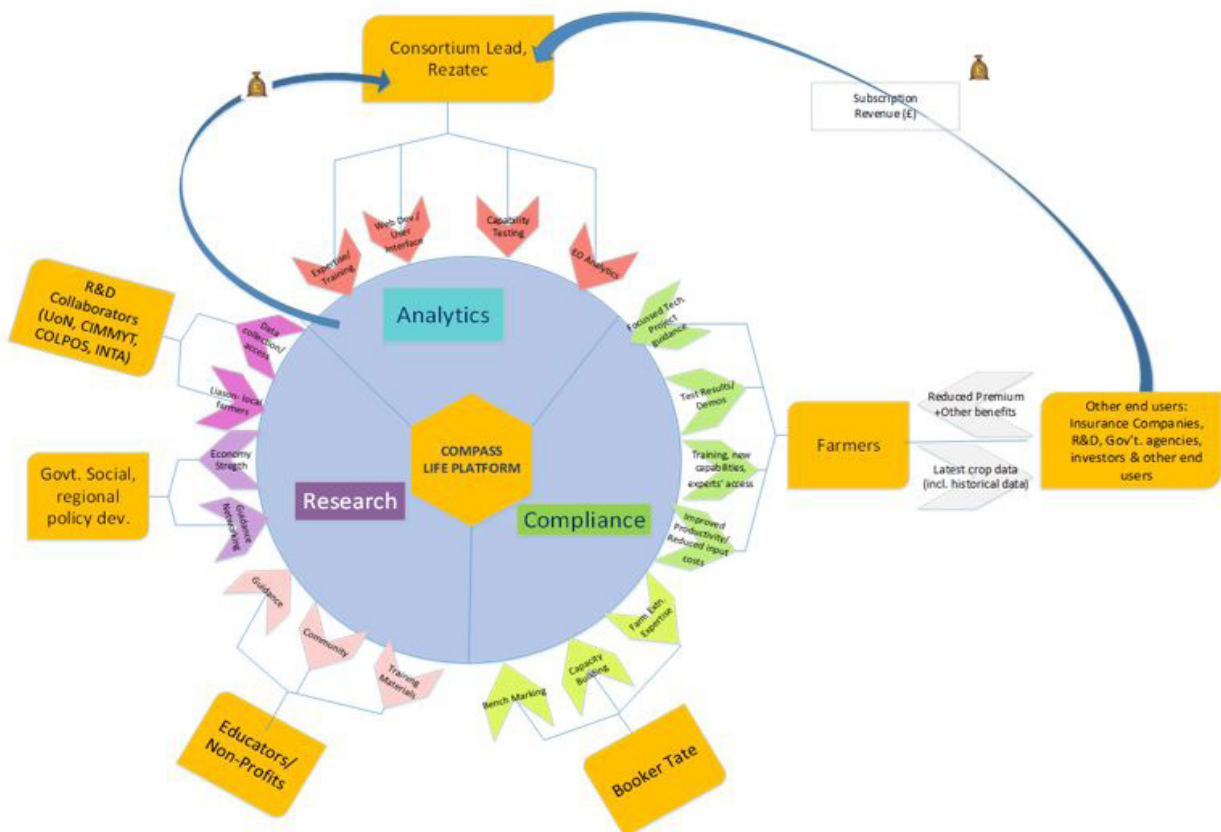 Consortium Lead,
Rezatec
£
£
Subscription
Revenue (£)
Expertise/
Training
Web Dev /
User
Interface
Capability
Testing
EO Analytics
R&D
Collaborators
(UoN, CIMMYT,
COLPOS, INTA)
Data
collection/
access
Liason- local
farmers
Analytics
Focussed Tech.
Project
guidance
Test Results/
Demos
Training, new
capabilities,
experts' access
Improved
Productivity/
Reduced input
costs
Farmers
Reduced Premium
+Other benefits
Latest crop data
(incl. historical data)
Other end users:
Insurance Companies,
R&D, Gov't. agencies,
investors & other end
users
COMPASS
LIFE PLATFORM
Research
Compliance
Govt. Social,
regional
policy dev.
Economy
Stregth
Guidance
Networking
Guidance
Community
Training
Materials
Educators/
Non-Profits
Bench Marking
Capacity
Building
Farm Extn.
Expertise
Booker Tate